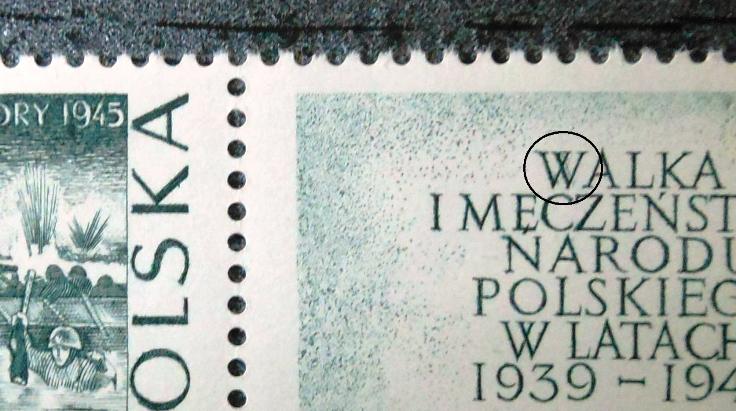 ORY 1945
OLSKA
WALKA
I MĘCZEŃST
NARODU
POLSKIEG
W LATACH
1939 - 194